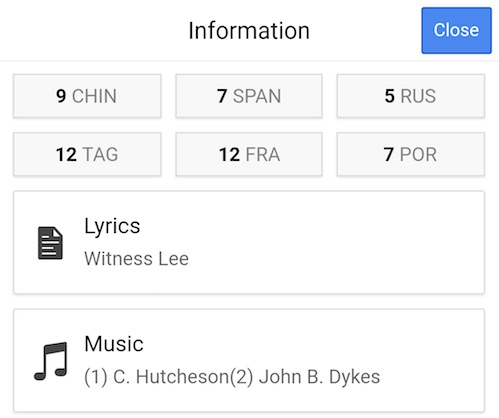 Information
Close
9 CHIN
7 SPAN
5 RUS
12 TAG
12 FRA
7 POR
Lyrics
Witness Lee
Music
(1) C. Hutcheson(2) John B. Dykes